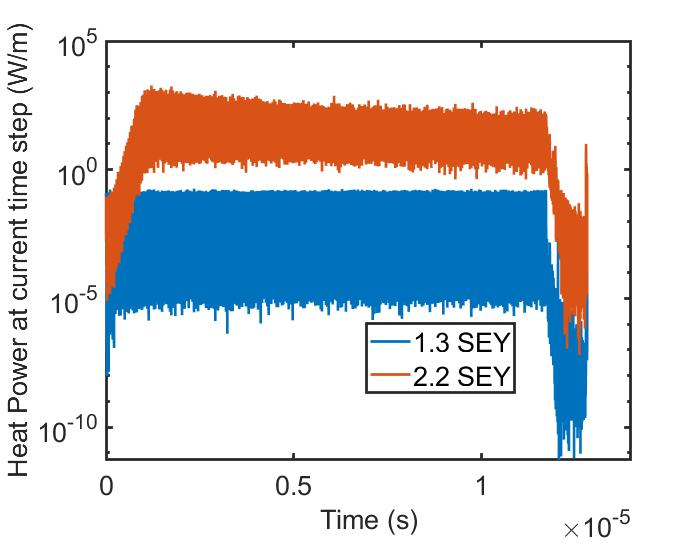 Heat Power at current time step (W/m)
10^5
10^0
10^-5
10^-10
1.3 SEY
2.2 SEY
0
0.5
1
×10^-5
Time (s)